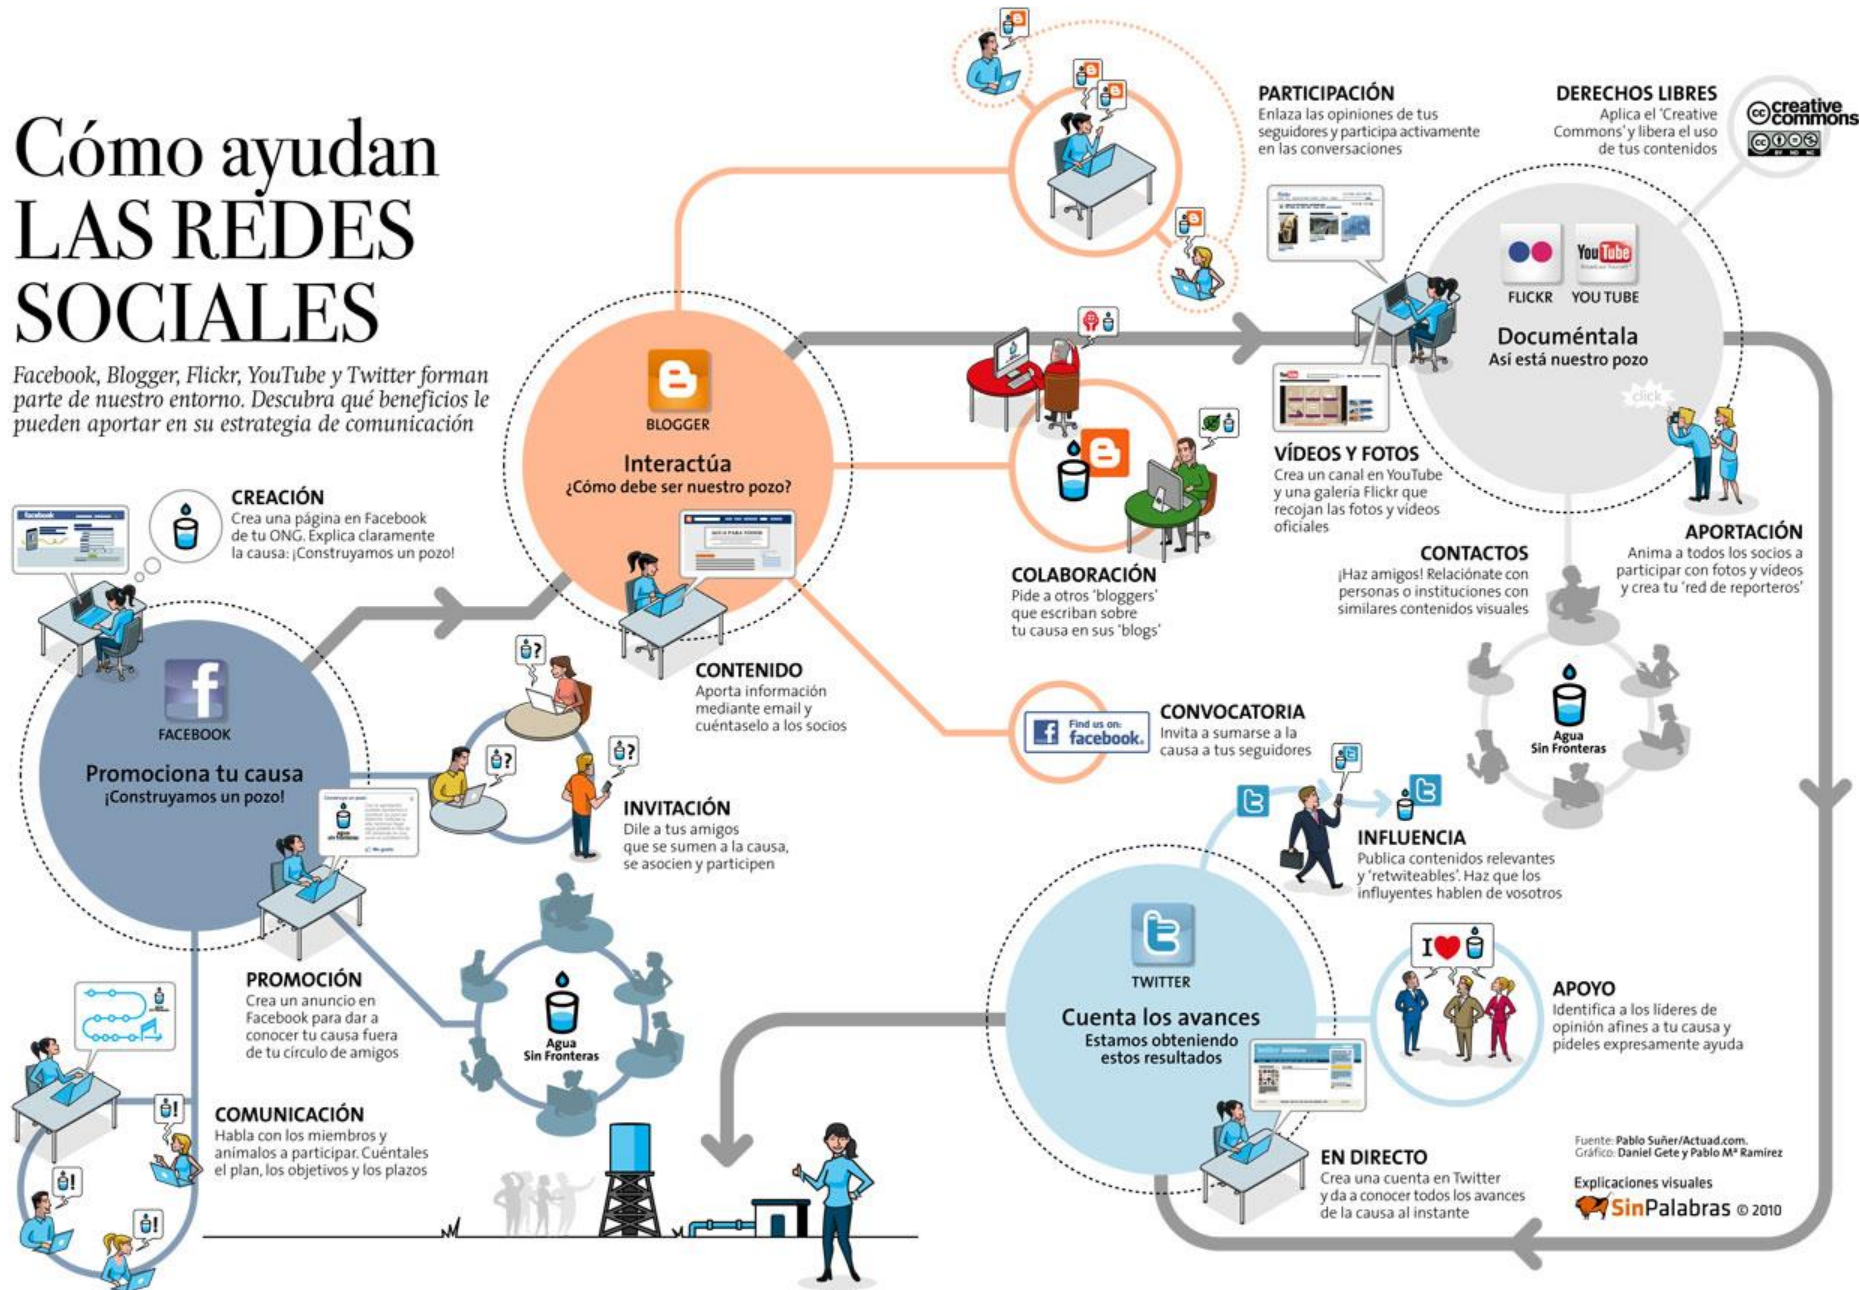 Cómo ayudan
LAS REDES
SOCIALES
Facebook, Blogger, Flickr, YouTube y Twitter forman
parte de nuestro entorno. Descubra qué beneficios le
pueden aportar en su estrategia de comunicación
facebook
CREACIÓN
Crea una página en Facebook
de tu ONG. Explica claramente
la causa: ¡Construyamos un pozo!
FACEBOOK
Promociona tu causa
¡Construyamos un pozo!
INVITACIÓN
Dile a tus amigos
que se sumen a la causa,
se asocien y participen
?
?
?
PROMOCIÓN
Crea un anuncio en
Facebook para dar a
conocer tu causa fuera
de tu círculo de amigos
Agua
Sin Fronteras
COMUNICACIÓN
Habla con los miembros y
anímalos a participar. Cuéntales
el plan, los objetivos y los plazos
!
!
!
BLOGGER
Interactúa
¿Cómo debe ser nuestro pozo?
CONTENIDO
Aporta información
mediante email y
cuéntaselo a los socios
PARTICIPACIÓN
Enlaza las opiniones de tus
seguidores y participa activamente
en las conversaciones
COLABORACIÓN
Pide a otros 'bloggers'
que escriban sobre
tu causa en sus 'blogs'
Find us on:
facebook.
CONVOCATORIA
Invita a sumarse a la
causa a tus seguidores
DERECHOS LIBRES
Aplica el 'Creative
Commons' y libera el uso
de tus contenidos
cc creative
commons
cc
BY ND NC
You Tube
FLICKR YOU TUBE
Documéntala
Así está nuestro pozo
click
VÍDEOS Y FOTOS
Crea un canal en YouTube
y una galería Flickr que
recojan las fotos y vídeos
oficiales
APORTACIÓN
Anima a todos los socios a
participar con fotos y vídeos
y crea tu 'red de reporteros'
CONTACTOS
¡Haz amigos! Relaciónate con
personas o instituciones con
similares contenidos visuales
Agua
Sin Fronteras
INFLUENCIA
Publica contenidos relevantes
y 'retwiteables'. Haz que los
influyentes hablen de vosotros
TWITTER
Cuenta los avances
Estamos obteniendo
estos resultados
I
APOYO
Identifica a los líderes de
opinión afines a tu causa y
pídeles expresamente ayuda
EN DIRECTO
Crea una cuenta en Twitter
y da a conocer todos los avances
de la causa al instante
Fuente: Pablo Suñer/Actuad.com.
Gráfico: Daniel Gete y Pablo Mª Ramírez
Explicaciones visuales
SinPalabras © 2010